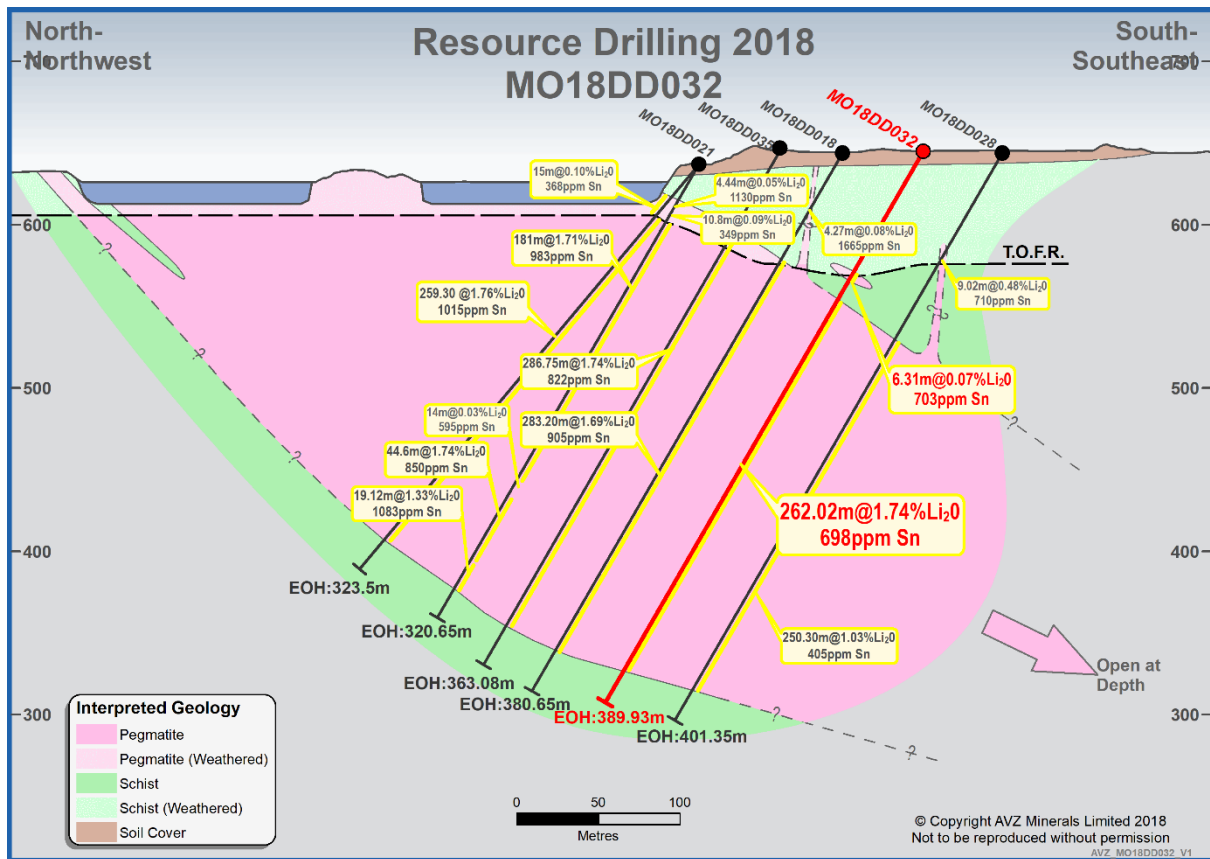 North-
Northwest
Resource Drilling 2018
MO18DD032
South-
Southeast
700
700
MO18DD021
MO18DD035
MO18DD018
MO18DD032
MO18DD028
15m@0.10%Li₂0
368ppm Sn
4.44m@0.05%Li₂0
1130ppm Sn
10.8m@0.09%Li₂0
349ppm Sn
4.27m@0.08%Li₂0
1665ppm Sn
600
600
181m@1.71%Li₂0
983ppm Sn
T.O.F.R.
9.02m@0.48%Li₂0
710ppm Sn
259.30 @1.76%Li₂0
1015ppm Sn
286.75m@1.74%Li₂0
822ppm Sn
6.31m@0.07%Li₂0
703ppm Sn
500
500
14m@0.03%Li₂0
595ppm Sn
283.20m@1.69%Li₂0
905ppm Sn
44.6m@1.74%Li₂0
850ppm Sn
19.12m@1.33%Li₂0
1083ppm Sn
262.02m@1.74%Li₂0
698ppm Sn
400
400
EOH:323.5m
EOH:320.65m
250.30m@1.03%Li₂0
405ppm Sn
Open at
Depth
EOH:363.08m
EOH:380.65m
EOH:389.93m
EOH:401.35m
300
300
? ? ? ? ? ? ? ? ?
Interpreted Geology
Pegmatite
Pegmatite (Weathered)
Schist
Schist (Weathered)
Soil Cover
0 50 100
Metres
© Copyright AVZ Minerals Limited 2018
Not to be reproduced without permission
AVZ_MO18DD032_V1